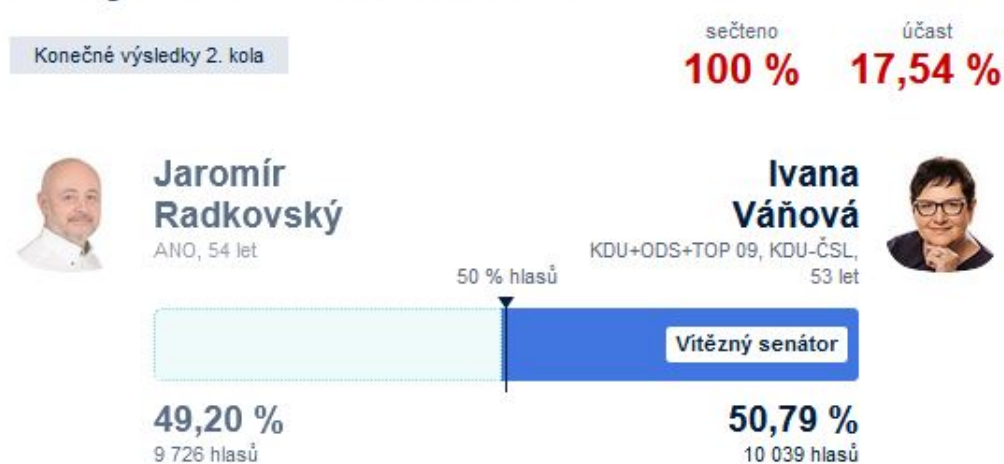 Konečné výsledky 2. kola
sečteno
100 %
účast
17,54 %
Jaromír
Radkovský
ANO, 54 let
Ivana
Váňová
KDU+ODS+TOP 09, KDU-ČSL,
53 let
50 % hlasů
Vítězný senátor
49,20 %
9 726 hlasů
50,79 %
10 039 hlasů